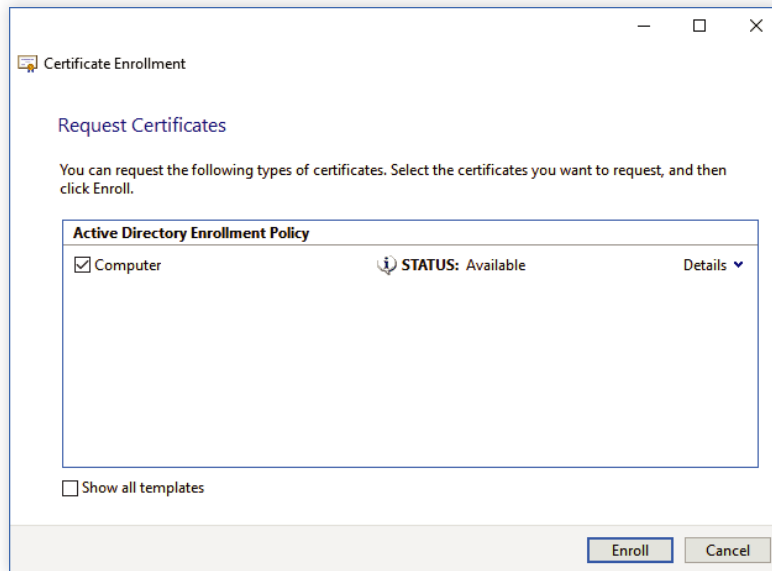 Certificate Enrollment
Request Certificates
You can request the following types of certificates. Select the certificates you want to request, and then
click Enroll.
Active Directory Enrollment Policy
Computer STATUS: Available Details
Show all templates
Enroll Cancel